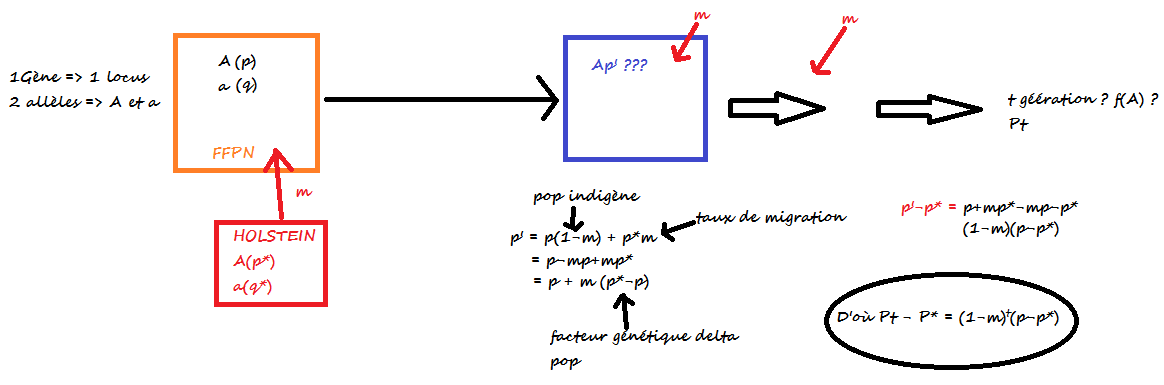 1Gène => 1 locus
2 allèles => A et a
A (p)
a (q)
FFPN
m
HOLSTEIN
A(p*)
a(q*)
Ap' ???
m
m
t géération ? f(A) ?
Pt
pop indigène
taux de migration
p' = p(1-m) + p*m
= p-mp+mp*
= p + m (p*-p)
facteur génétique delta
pop
p'-p* = p+mp*-mp-p*
(1-m)(p-p*)
D'où Pt - P* = (1-m)ᵗ(p-p*)